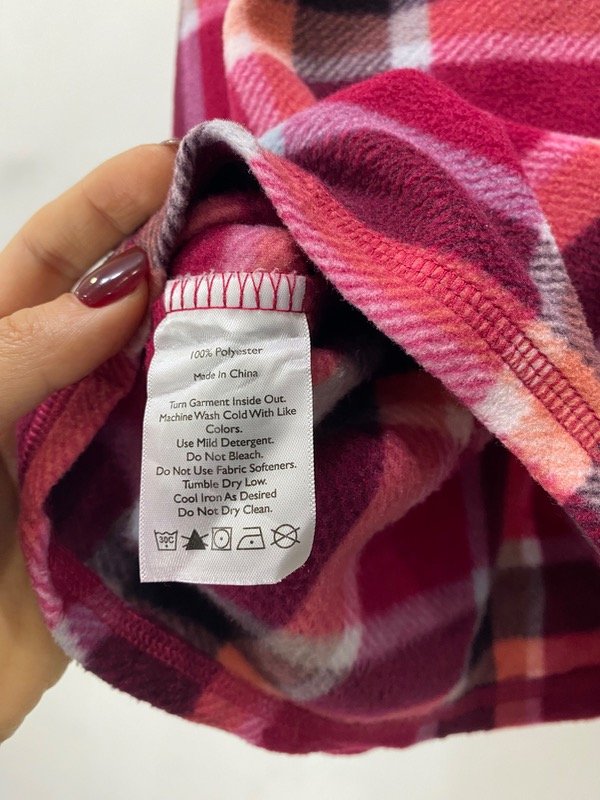 100% Polyester
Made in China
Turn Garment Inside Out.
Machine Wash Cold With Like
Colors.
Use Mild Detergent.
Do Not Bleach.
Do Not Use Fabric Softeners.
Tumble Dry Low.
Cool Iron As Desired
Do Not Dry Clean.
30C